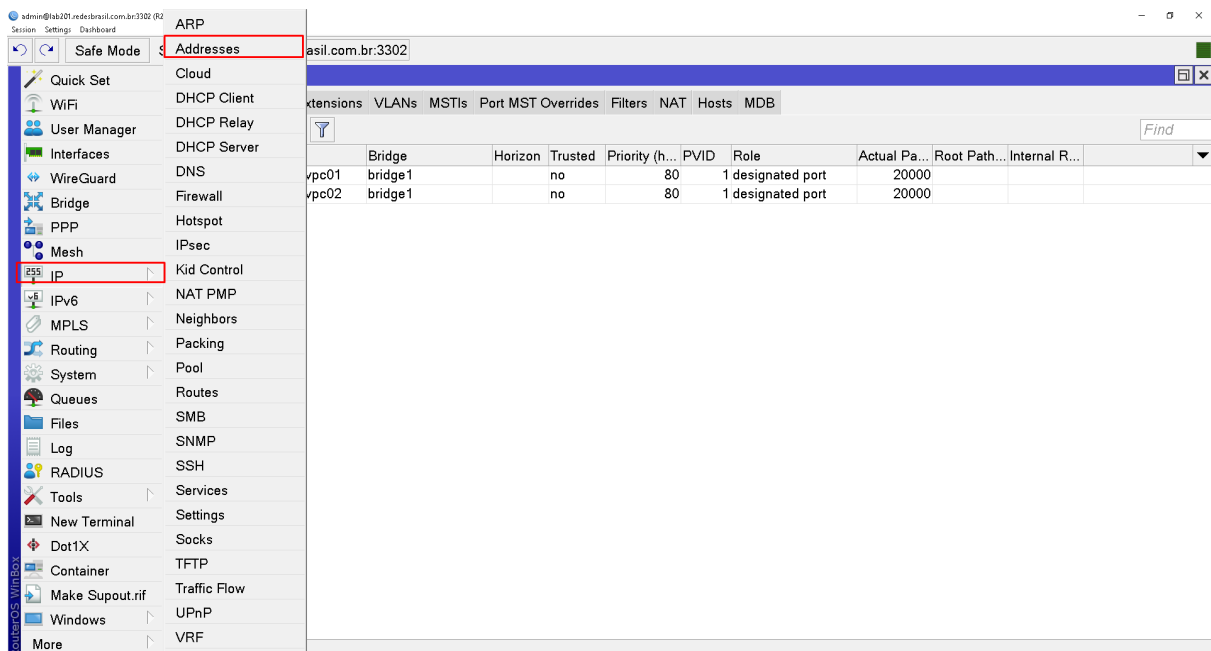 admin@lab201.redesbrasil.com.br:3302 (R2
Session Settings Dashboard
Safe Mode S asil.com.br:3302
Quick Set
WiFi
User Manager
Interfaces
WireGuard
Bridge
PPP
Mesh
IP
IPv6
MPLS
Routing
System
Queues
Files
Log
RADIUS
Tools
New Terminal
Dot1X
Container
Make Supout.rif
Windows
More
outerOS WinBox
ARP
Addresses
Cloud
DHCP Client
DHCP Relay
DHCP Server
DNS
Firewall
Hotspot
IPsec
Kid Control
NAT PMP
Neighbors
Packing
Pool
Routes
SMB
SNMP
SSH
Services
Settings
Socks
TFTP
Traffic Flow
UPnP
VRF
xtensions VLANs MSTIs Port MST Overrides Filters NAT Hosts MDB
Find
Bridge Horizon Trusted Priority (h... PVID Role Actual Pa... Root Path... Internal R...
vpc01 bridge1 no 80 1 designated port 20000
vpc02 bridge1 no 80 1 designated port 20000